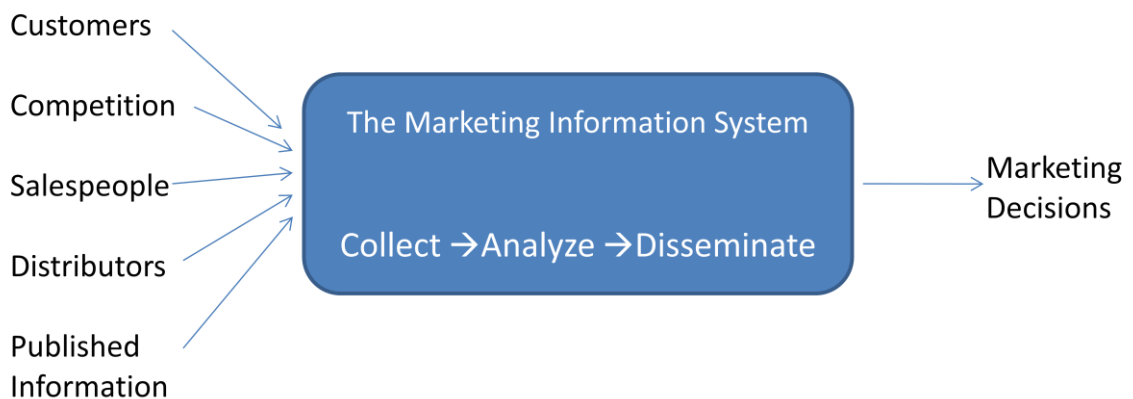 Customers
Competition
Salespeople
Distributors
Published
Information
The Marketing Information System
Collect →Analyze →Disseminate
Marketing
Decisions